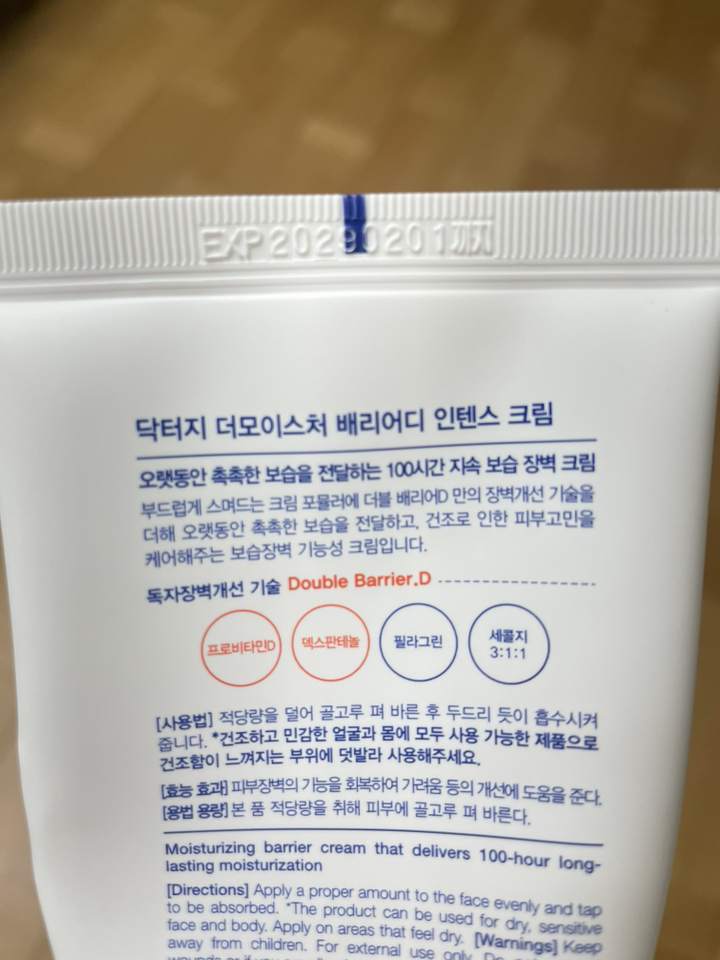 EXP 20290201까지
닥터지 더모이스처 배리어디 인텐스 크림
오랫동안 촉촉한 보습을 전달하는 100시간 지속 보습 장벽 크림
부드럽게 스며드는 크림 포뮬러에 더블 배리어D 만의 장벽개선 기술을
더해 오랫동안 촉촉한 보습을 전달하고, 건조로 인한 피부고민을
케어해주는 보습장벽 기능성 크림입니다.
독자장벽개선 기술 Double Barrier.D
프로비타민D 덱스판테놀 필라그린 세콜지 3:1:1
[사용법] 적당량을 덜어 골고루 펴 바른 후 두드리 듯이 흡수시켜
줍니다. *건조하고 민감한 얼굴과 몸에 모두 사용 가능한 제품으로
건조함이 느껴지는 부위에 덧발라 사용해주세요.
[효능 효과] 피부장벽의 기능을 회복하여 가려움 등의 개선에 도움을 준다.
[용법 용량] 본 품 적당량을 취해 피부에 골고루 펴 바른다.
Moisturizing barrier cream that delivers 100-hour long-
lasting moisturization
[Directions] Apply a proper amount to the face evenly and tap
to be absorbed. *The product can be used for dry, sensitive
face and body. Apply on areas that feel dry. [Warnings] Keep
away from children. For external use only. Do